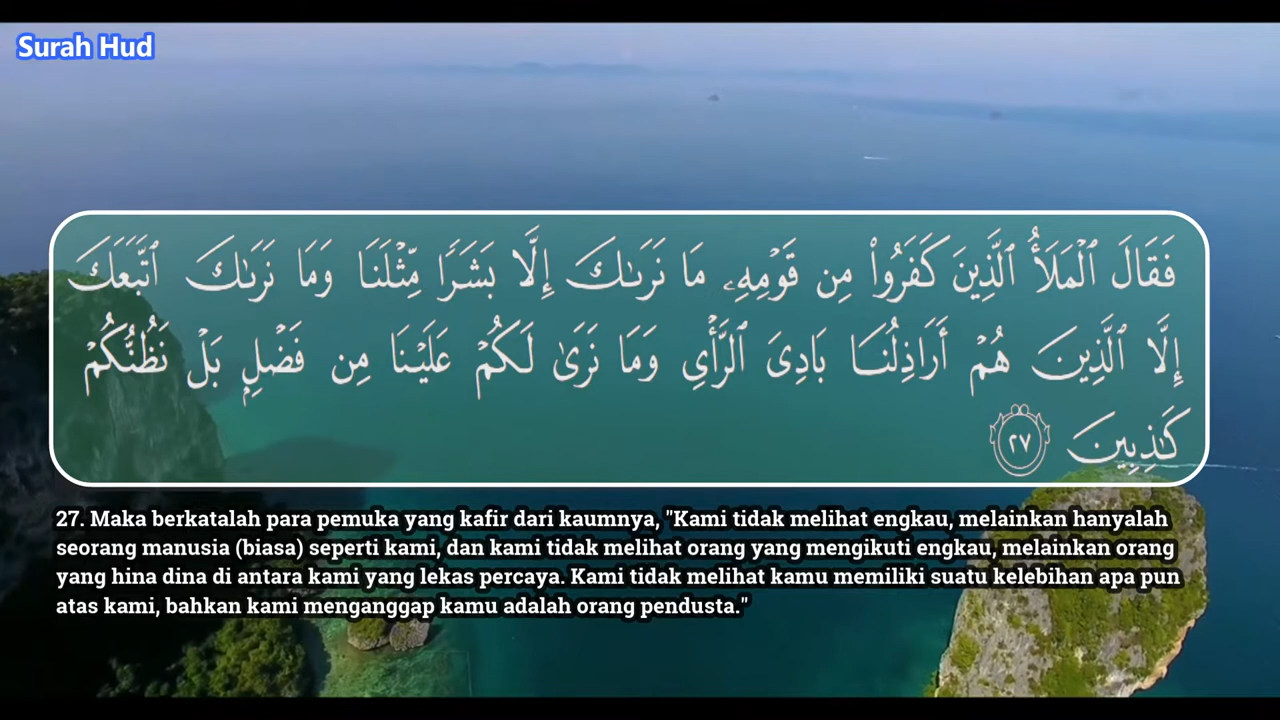 Surah Hud
فَقَالَ ٱلْمَلَأُ ٱلَّذِينَ كَفَرُوا۟ مِن قَوْمِهِۦ مَا نَرَىٰكَ إِلَّا بَشَرًا مِّثْلَنَا وَمَا نَرَىٰكَ ٱتَّبَعَكَ
إِلَّا ٱلَّذِينَ هُمْ أَرَاذِلُنَا بَادِىَ ٱلرَّأْىِ وَمَا نَرَىٰ لَكُمْ عَلَيْنَا مِن فَضْلٍۭ بَلْ نَظُنُّكُمْ
كَـٰذِبِينَ ٢٧
27. Maka berkatalah para pemuka yang kafir dari kaumnya, "Kami tidak melihat engkau, melainkan hanyalah
seorang manusia (biasa) seperti kami, dan kami tidak melihat orang yang mengikuti engkau, melainkan orang
yang hina dina di antara kami yang lekas percaya. Kami tidak melihat kamu memiliki suatu kelebihan apa pun
atas kami, bahkan kami menganggap kamu adalah orang pendusta."